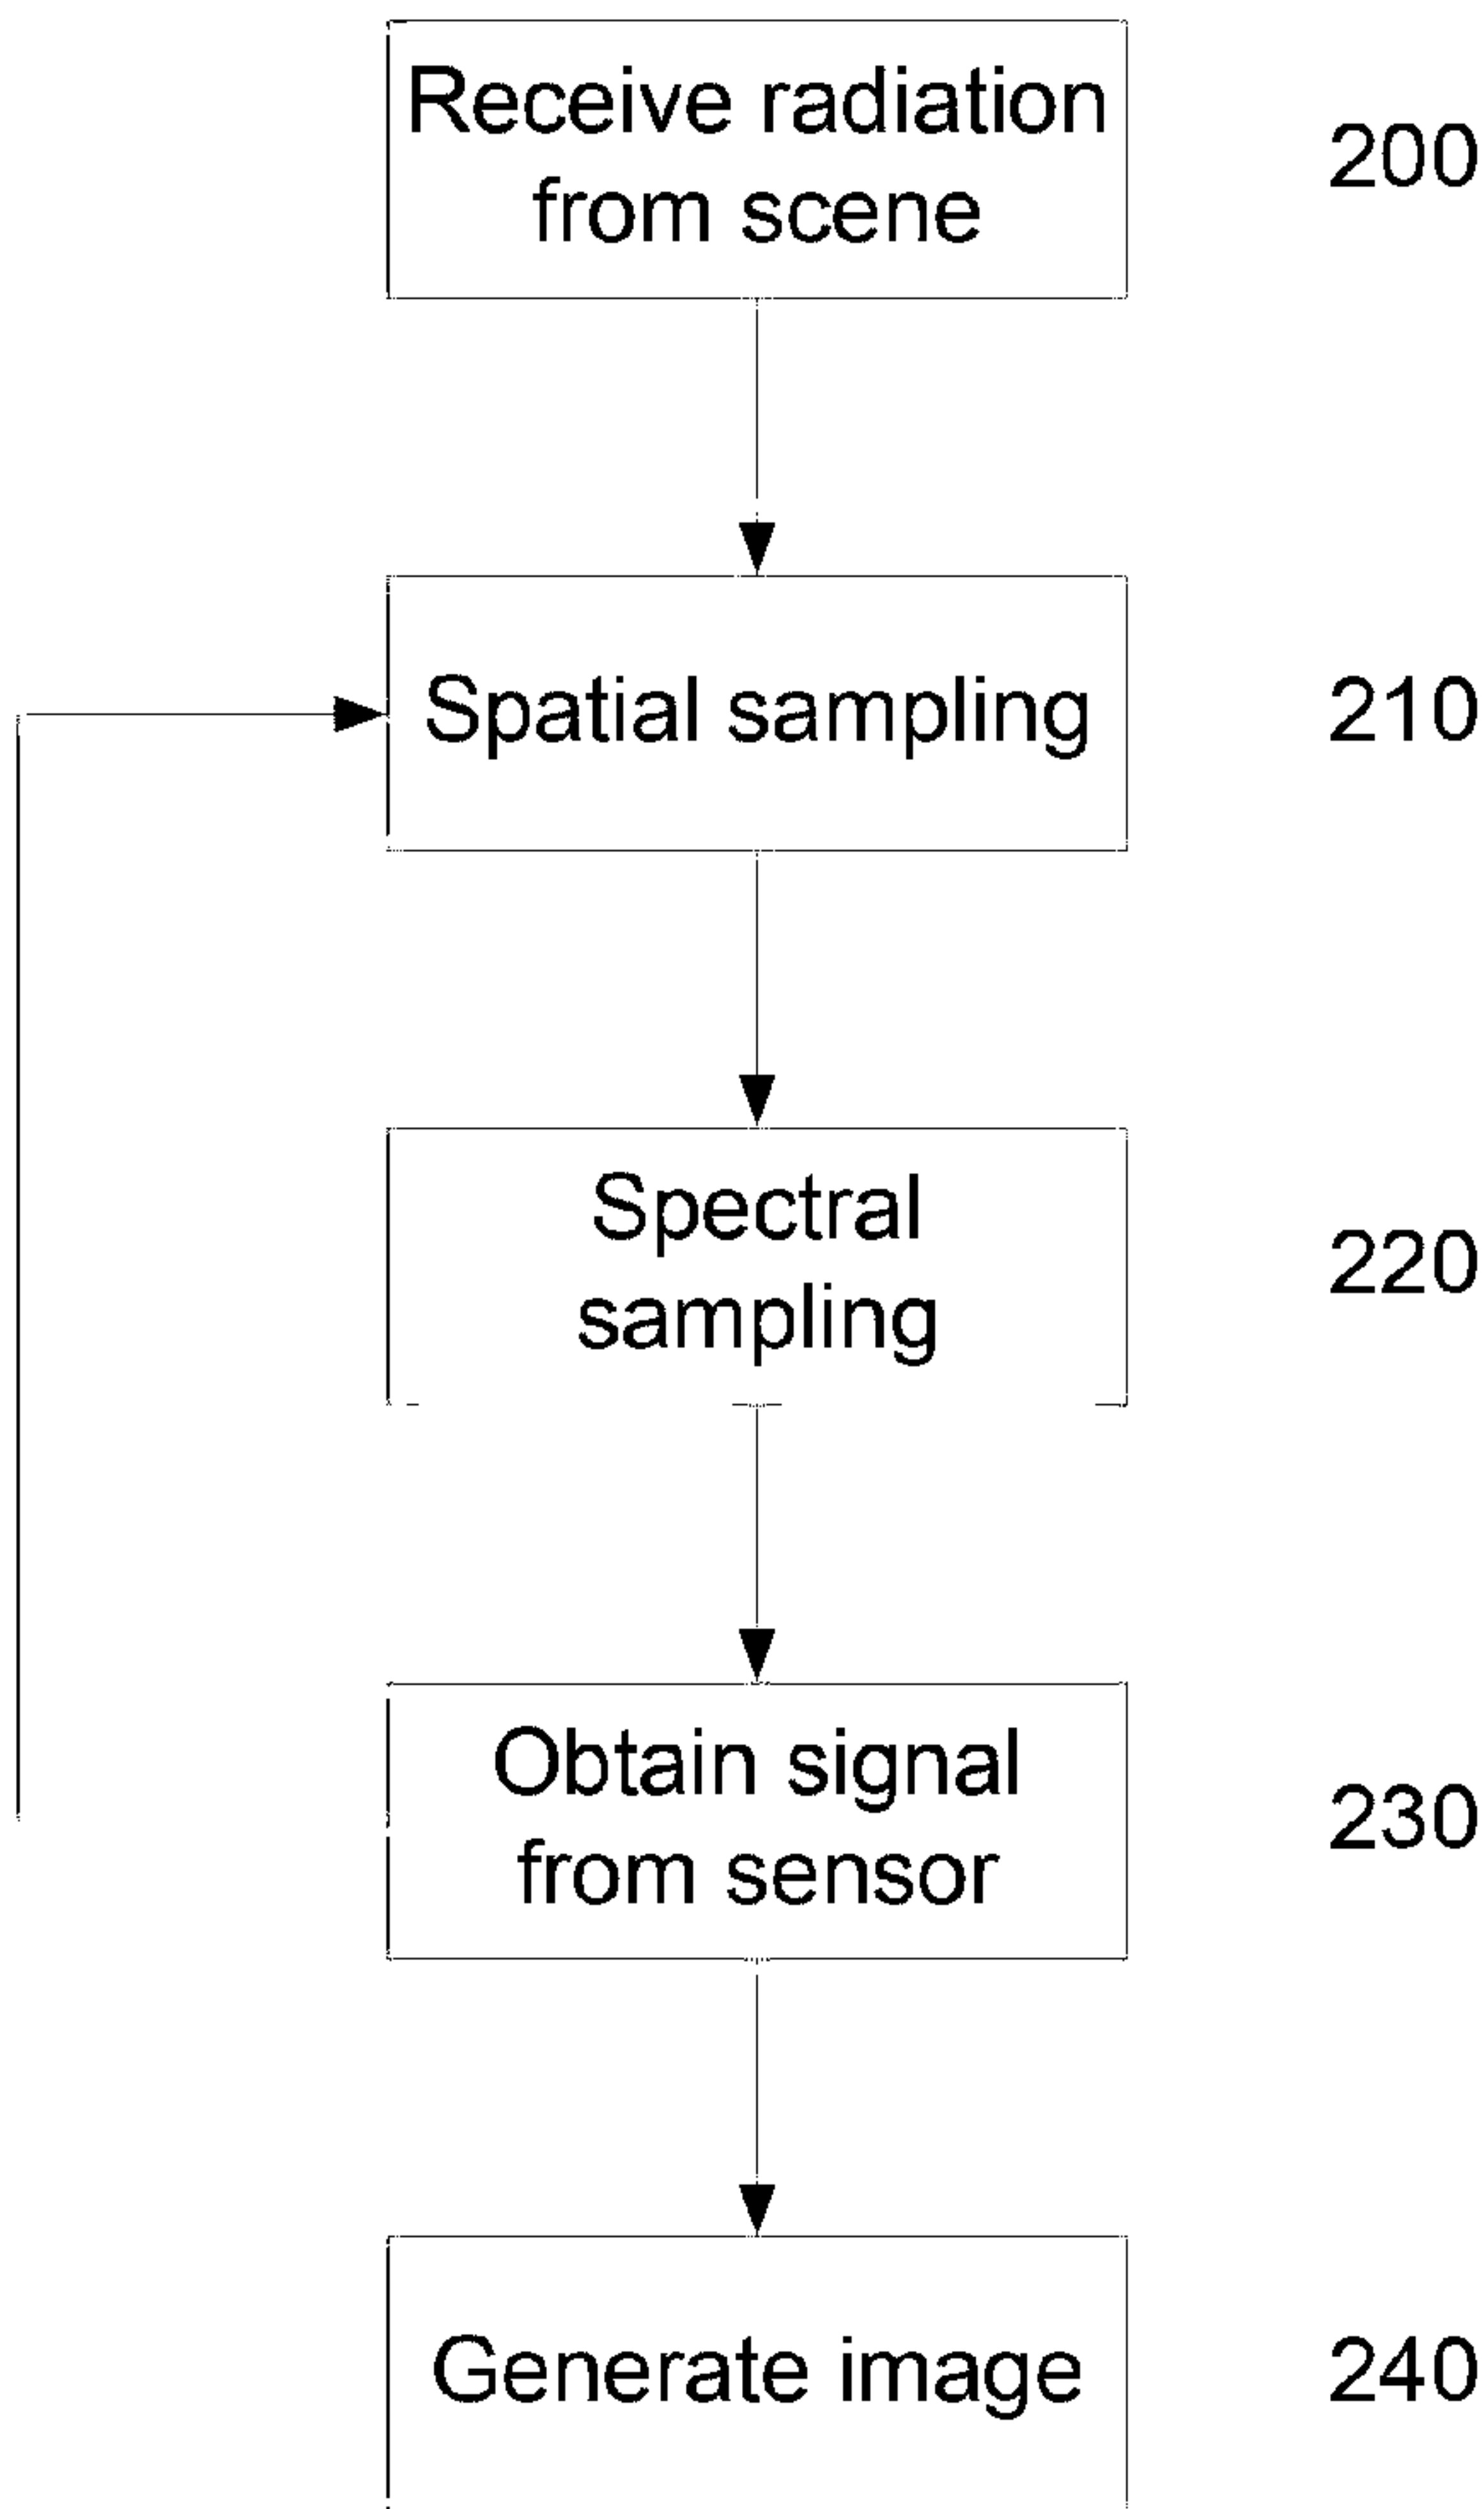 Receive radiation
from scene
200
Spatial sampling
210
Spectral
sampling
220
Obtain signal
from sensor
230
Generate image
240